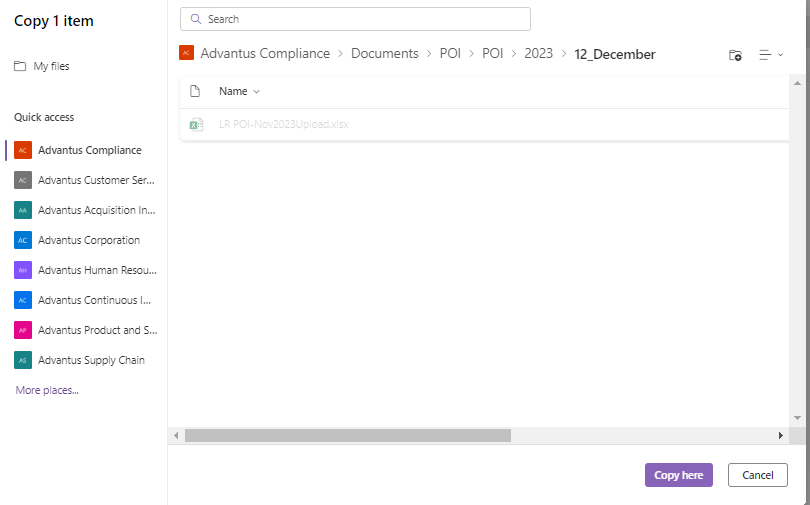 Copy 1 item
Search
My files
AC Advantus Compliance > Documents > POI > POI > 2023 > 12_December
Name
LR POI-Nov2023Upload.xlsx
Quick access
AC Advantus Compliance
AC Advantus Customer Ser...
AA Advantus Acquisition In...
AC Advantus Corporation
AH Advantus Human Resou...
AC Advantus Continuous I...
AP Advantus Product and S...
AS Advantus Supply Chain
More places...
Copy here
Cancel